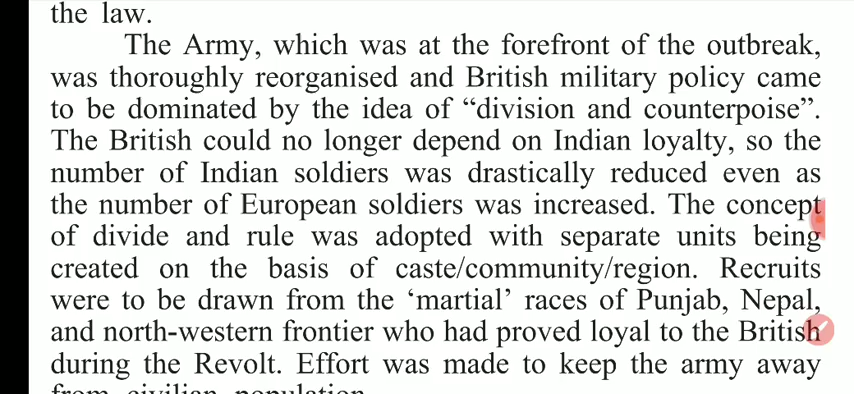 the law.
The Army, which was at the forefront of the outbreak,
was thoroughly reorganised and British military policy came
to be dominated by the idea of “division and counterpoise”.
The British could no longer depend on Indian loyalty, so the
number of Indian soldiers was drastically reduced even as
the number of European soldiers was increased. The concept
of divide and rule was adopted with separate units being
created on the basis of caste/community/region. Recruits
were to be drawn from the ‘martial’ races of Punjab, Nepal,
and north-western frontier who had proved loyal to the British
during the Revolt. Effort was made to keep the army away
from civilian population.